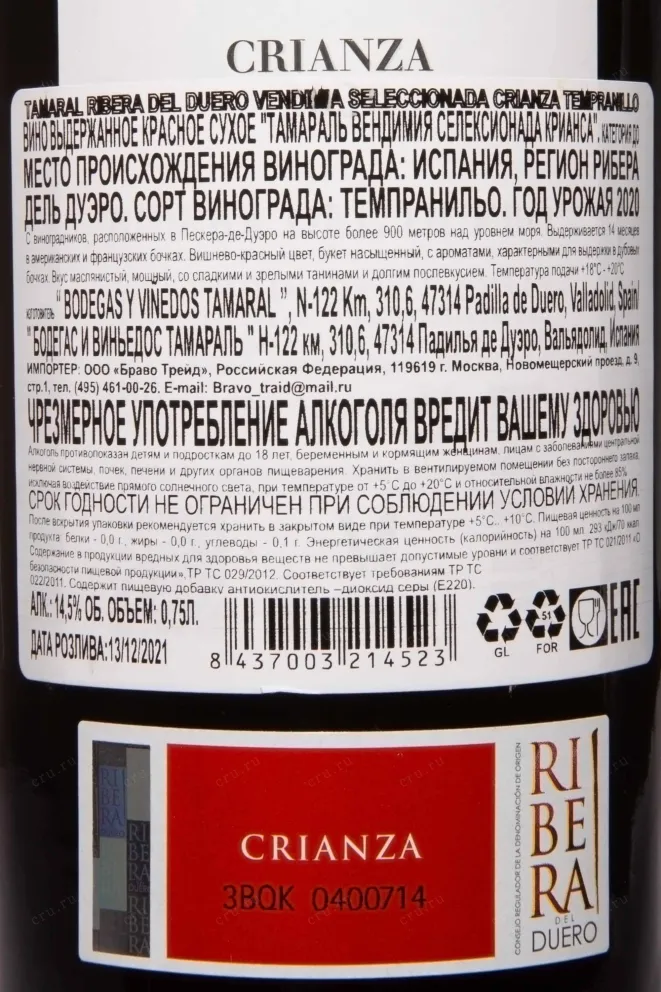 CRIANZA
TAMARAL RIBERA DEL DUERO VENDIMIA SELECCIONADA CRIANZA TEMPRANILLO
ВИНО ВЫДЕРЖАННОЕ КРАСНОЕ СУХОЕ "ТАМАРАЛЬ ВЕНДИМИЯ СЕЛЕКСИОНАДА КРИАНСА". КАТЕГОРИЯ DO
МЕСТО ПРОИСХОЖДЕНИЯ ВИНОГРАДА: ИСПАНИЯ, РЕГИОН РИБЕРА
ДЕЛЬ ДУЭРО. СОРТ ВИНОГРАДА: ТЕМПРАНИЛЬО. ГОД УРОЖАЯ 2020
С виноградников, расположенных в Пескера-де-Дуэро на высоте более 900 метров над уровнем моря. Выдерживается 14 месяцев
в американских и французских бочках. Вишнево-красный цвет, букет насыщенный, с ароматами, характерными для выдержки в дубовых
бочках. Вкус маслянистый, мощный, со сладкими и зрелыми танинами и долгим послевкусием. Температура подачи +18°С - +20°С
ИЗГОТОВИТЕЛЬ " BODEGAS Y VINEDOS TAMARAL ", N-122 Km, 310,6, 47314 Padilla de Duero, Valladolid, Spain/
" БОДЕГАС И ВИНЬЕДОС ТАМАРАЛЬ " Н-122 км, 310,6, 47314 Падилья де Дуэро, Вальядолид, Испания
ИМПОРТЕР: ООО «Браво Трейд», Российская Федерация, 119619 г. Москва, Новомещерский проезд, д. 9,
стр.1, тел. (495) 461-00-26. E-mail: Bravo_traid@mail.ru
ЧРЕЗМЕРНОЕ УПОТРЕБЛЕНИЕ АЛКОГОЛЯ ВРЕДИТ ВАШЕМУ ЗДОРОВЬЮ
Алкоголь противопоказан детям и подросткам до 18 лет, беременным и кормящим женщинам, лицам с заболеваниями центральной
нервной системы, почек, печени и других органов пищеварения. Хранить в вентилируемом помещении без постороннего запаха,
исключая воздействие прямого солнечного света, при температуре от +5°С до +20°С и относительной влажности не более 85%
СРОК ГОДНОСТИ НЕ ОГРАНИЧЕН ПРИ СОБЛЮДЕНИИ УСЛОВИЙ ХРАНЕНИЯ.
После вскрытия упаковки рекомендуется хранить в закрытом виде при температуре +5°С.. +10°С. Пищевая ценность на 100 мл
продукта: белки - 0,0 г., жиры - 0,0 г., углеводы - 0,1 г. Энергетическая ценность (калорийность) на 100 мл. 293 кДж/70 ккал.
Содержание в продукции вредных для здоровья веществ не превышает допустимые уровни и соответствует ТР ТС 021/2011 «О
безопасности пищевой продукции»,ТР ТС 029/2012. Соответствует требованиям ТР ТС
022/2011. Содержит пищевую добавку антиокислитель –диоксид серы (Е220).
АЛК.: 14,5% ОБ. ОБЪЕМ: 0,75Л.
ДАТА РОЗЛИВА:13/12/2021
8 437003 214523
GL
51
FOR
EAC
CRIANZA
3BQK 0400714
CONSEJO REGULADOR DE LA DENOMINACIÓN DE ORIGEN
RIBERA
DEL
DUERO